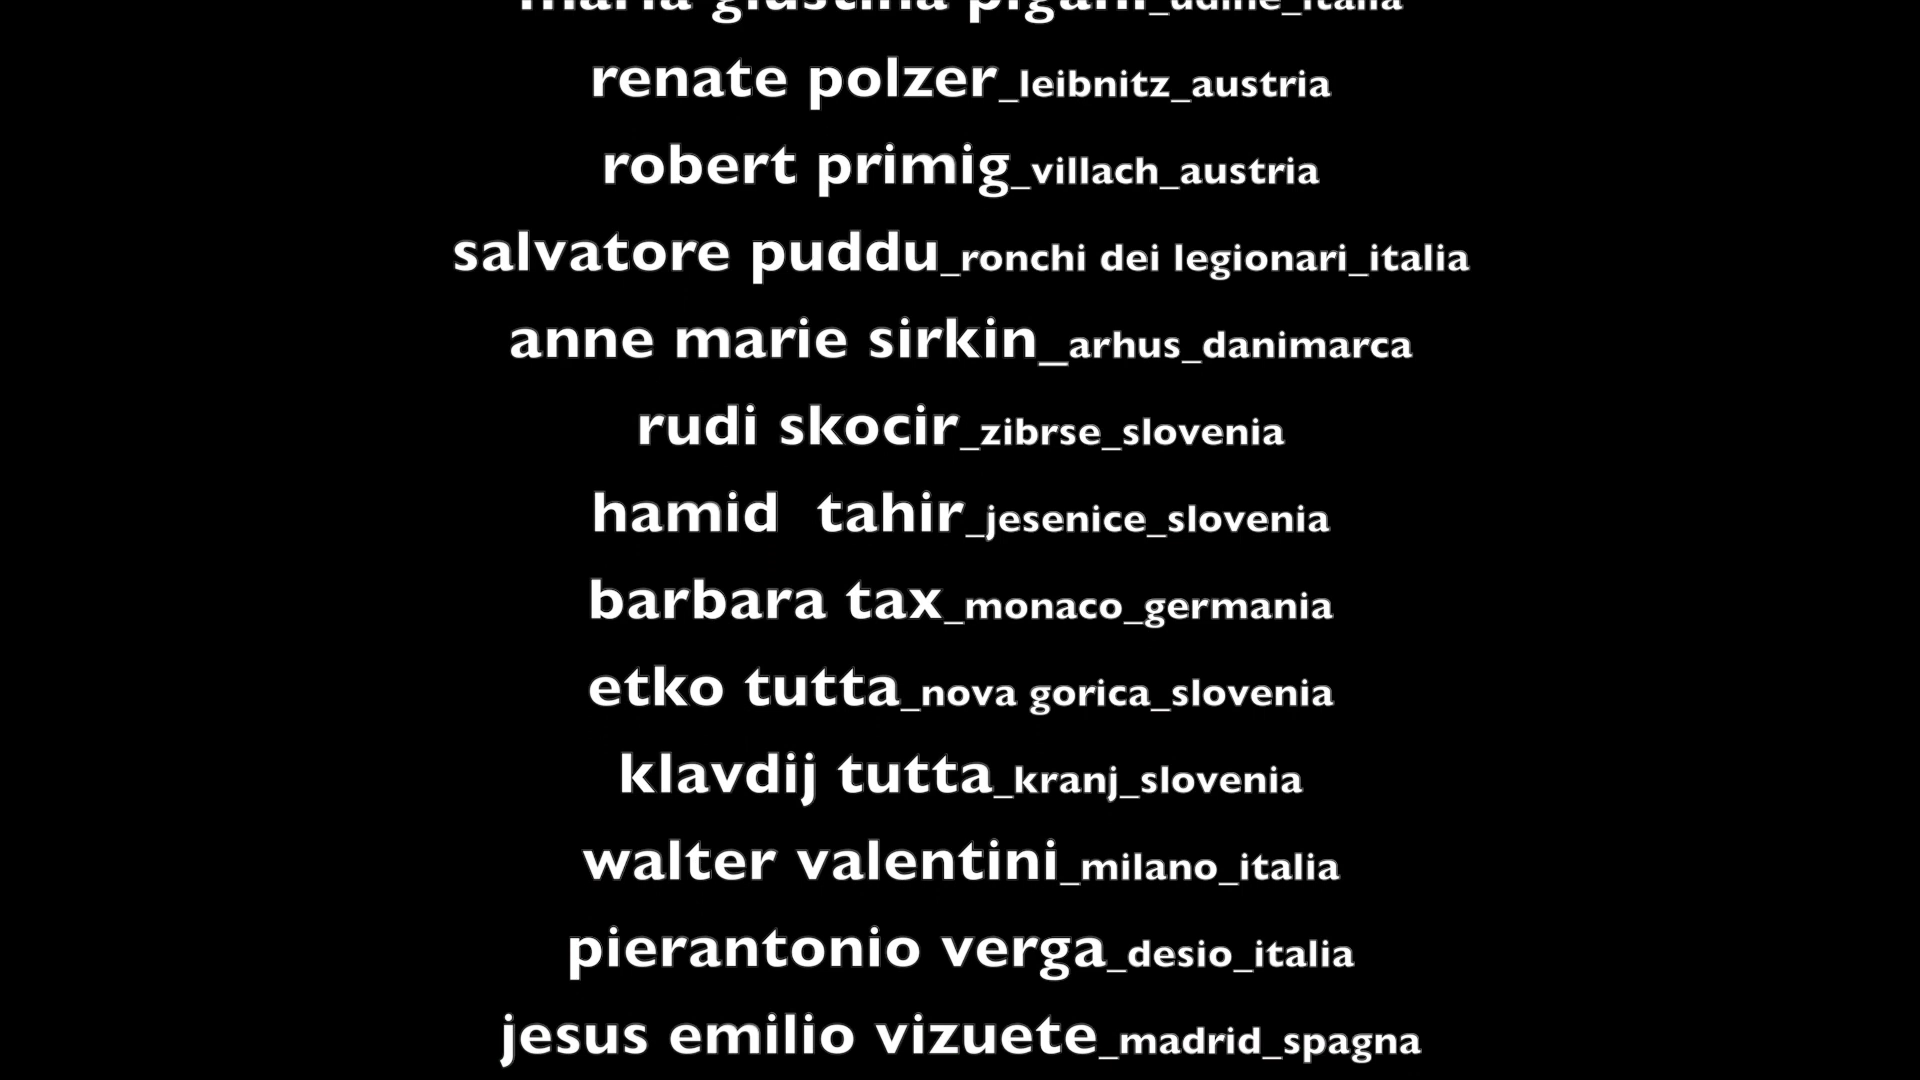 maria giustina pigani_udine_italia
renate polzer_leibnitz_austria
robert primig_villach_austria
salvatore puddu_ronchi dei legionari_italia
anne marie sirkin_arhus_danimarca
rudi skocir_zibrse_slovenia
hamid  tahir_jesenice_slovenia
barbara tax_monaco_germania
etko tutta_nova gorica_slovenia
klavdij tutta_kranj_slovenia
walter valentini_milano_italia
pierantonio verga_desio_italia
jesus emilio vizuete_madrid_spagna